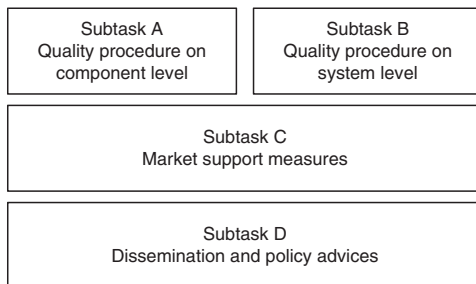 Subtask A
Quality procedure on
component level
Subtask B
Quality procedure on
system level
Subtask C
Market support measures
Subtask D
Dissemination and policy advices